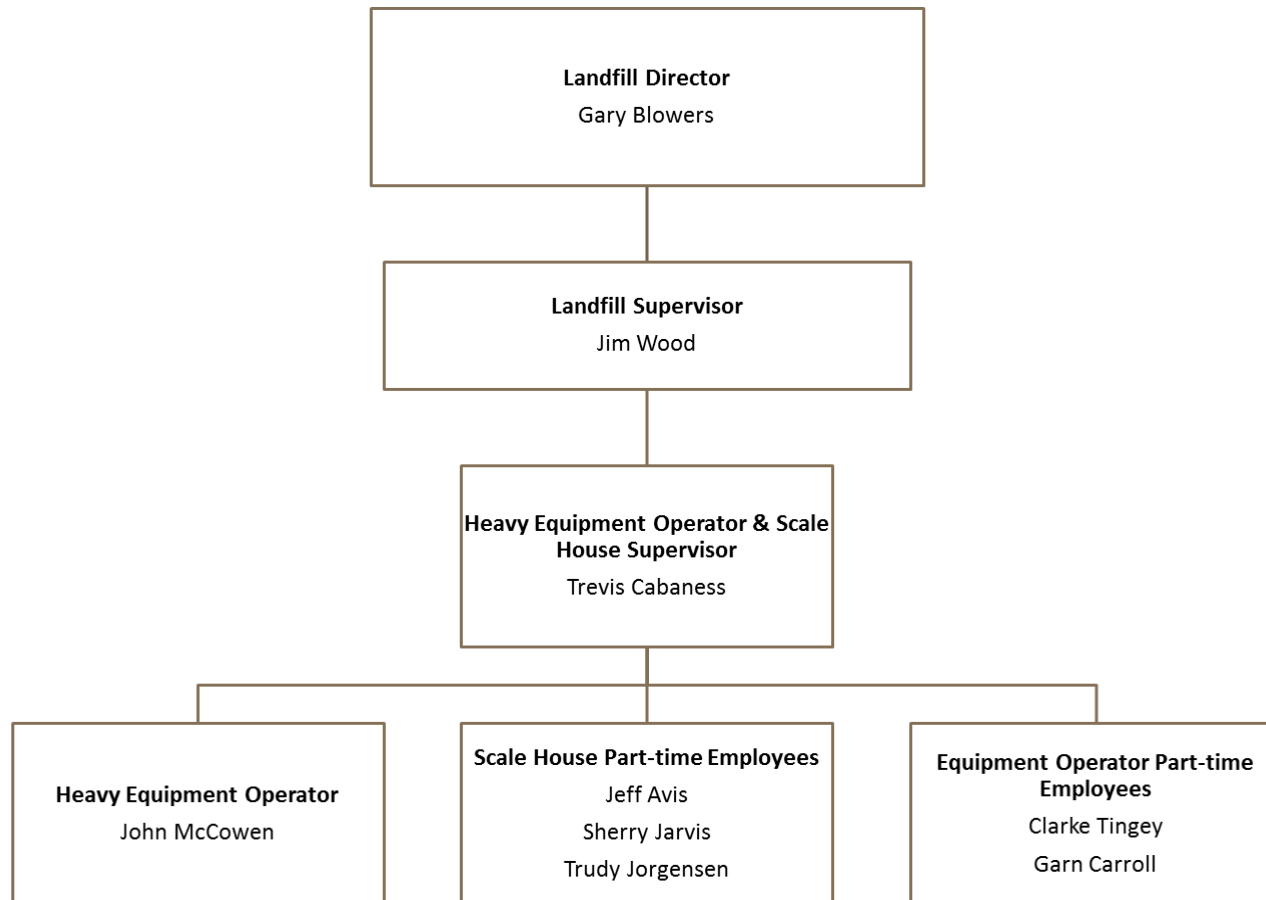 Landfill Director
Gary Blowers
Landfill Supervisor
Jim Wood
Heavy Equipment Operator & Scale
House Supervisor
Trevis Cabaness
Heavy Equipment Operator
John McCowen
Scale House Part-time Employees
Jeff Avis
Sherry Jarvis
Trudy Jorgensen
Equipment Operator Part-time
Employees
Clarke Tingey
Garn Carroll